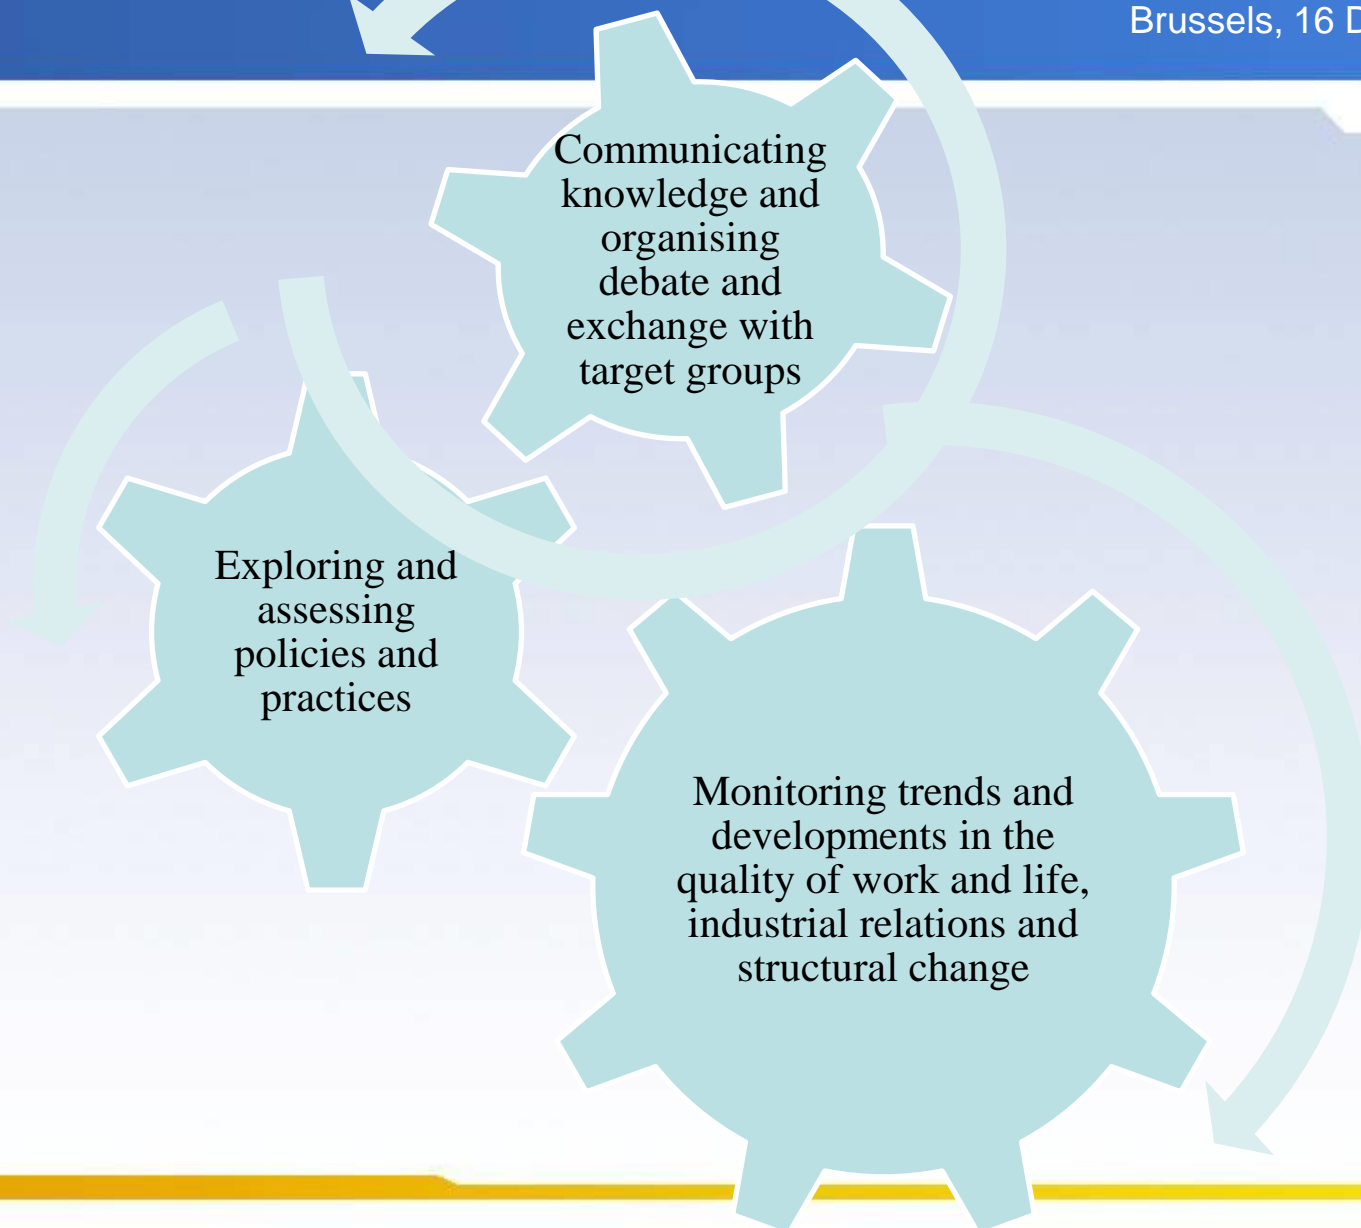 Brussels, 16 D
Communicating
knowledge and
organising
debate and
exchange with
target groups
Exploring and
assessing
policies and
practices
Monitoring trends and
developments in the
quality of work and life,
industrial relations and
structural change